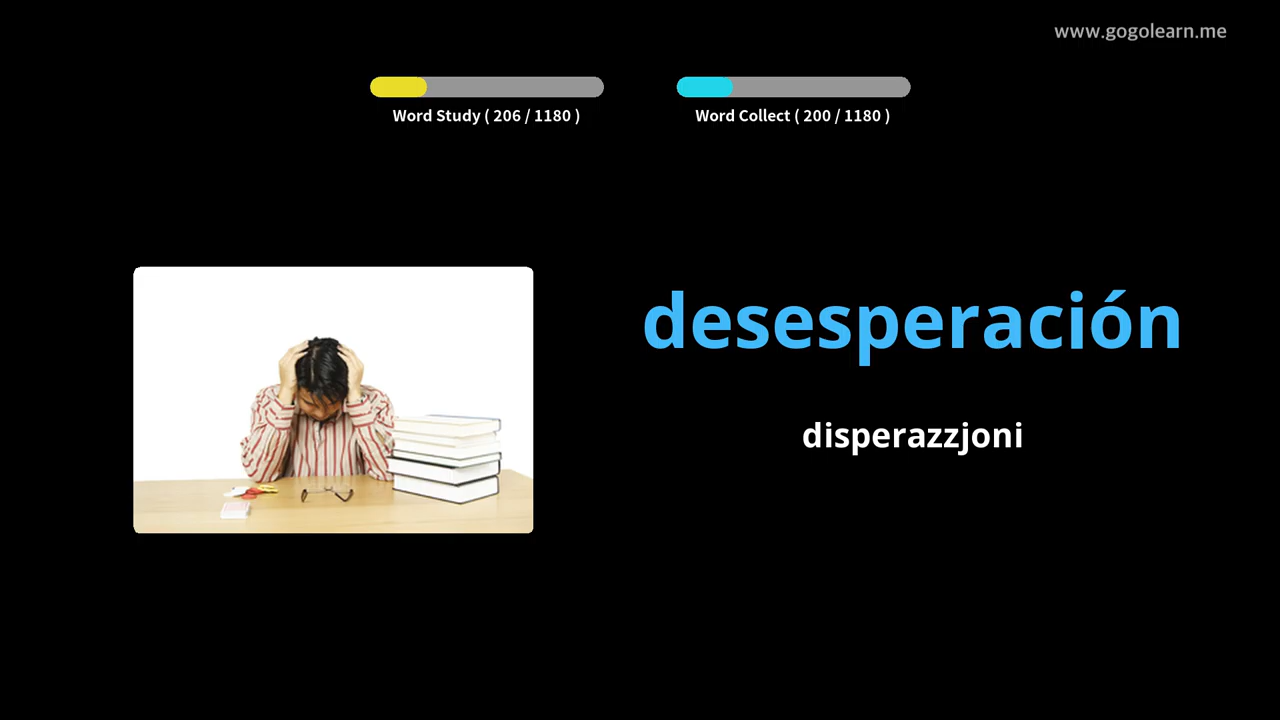 www.gogolearn.me
Word Study ( 206 / 1180 )
Word Collect ( 200 / 1180 )
desesperación
disperazzjoni